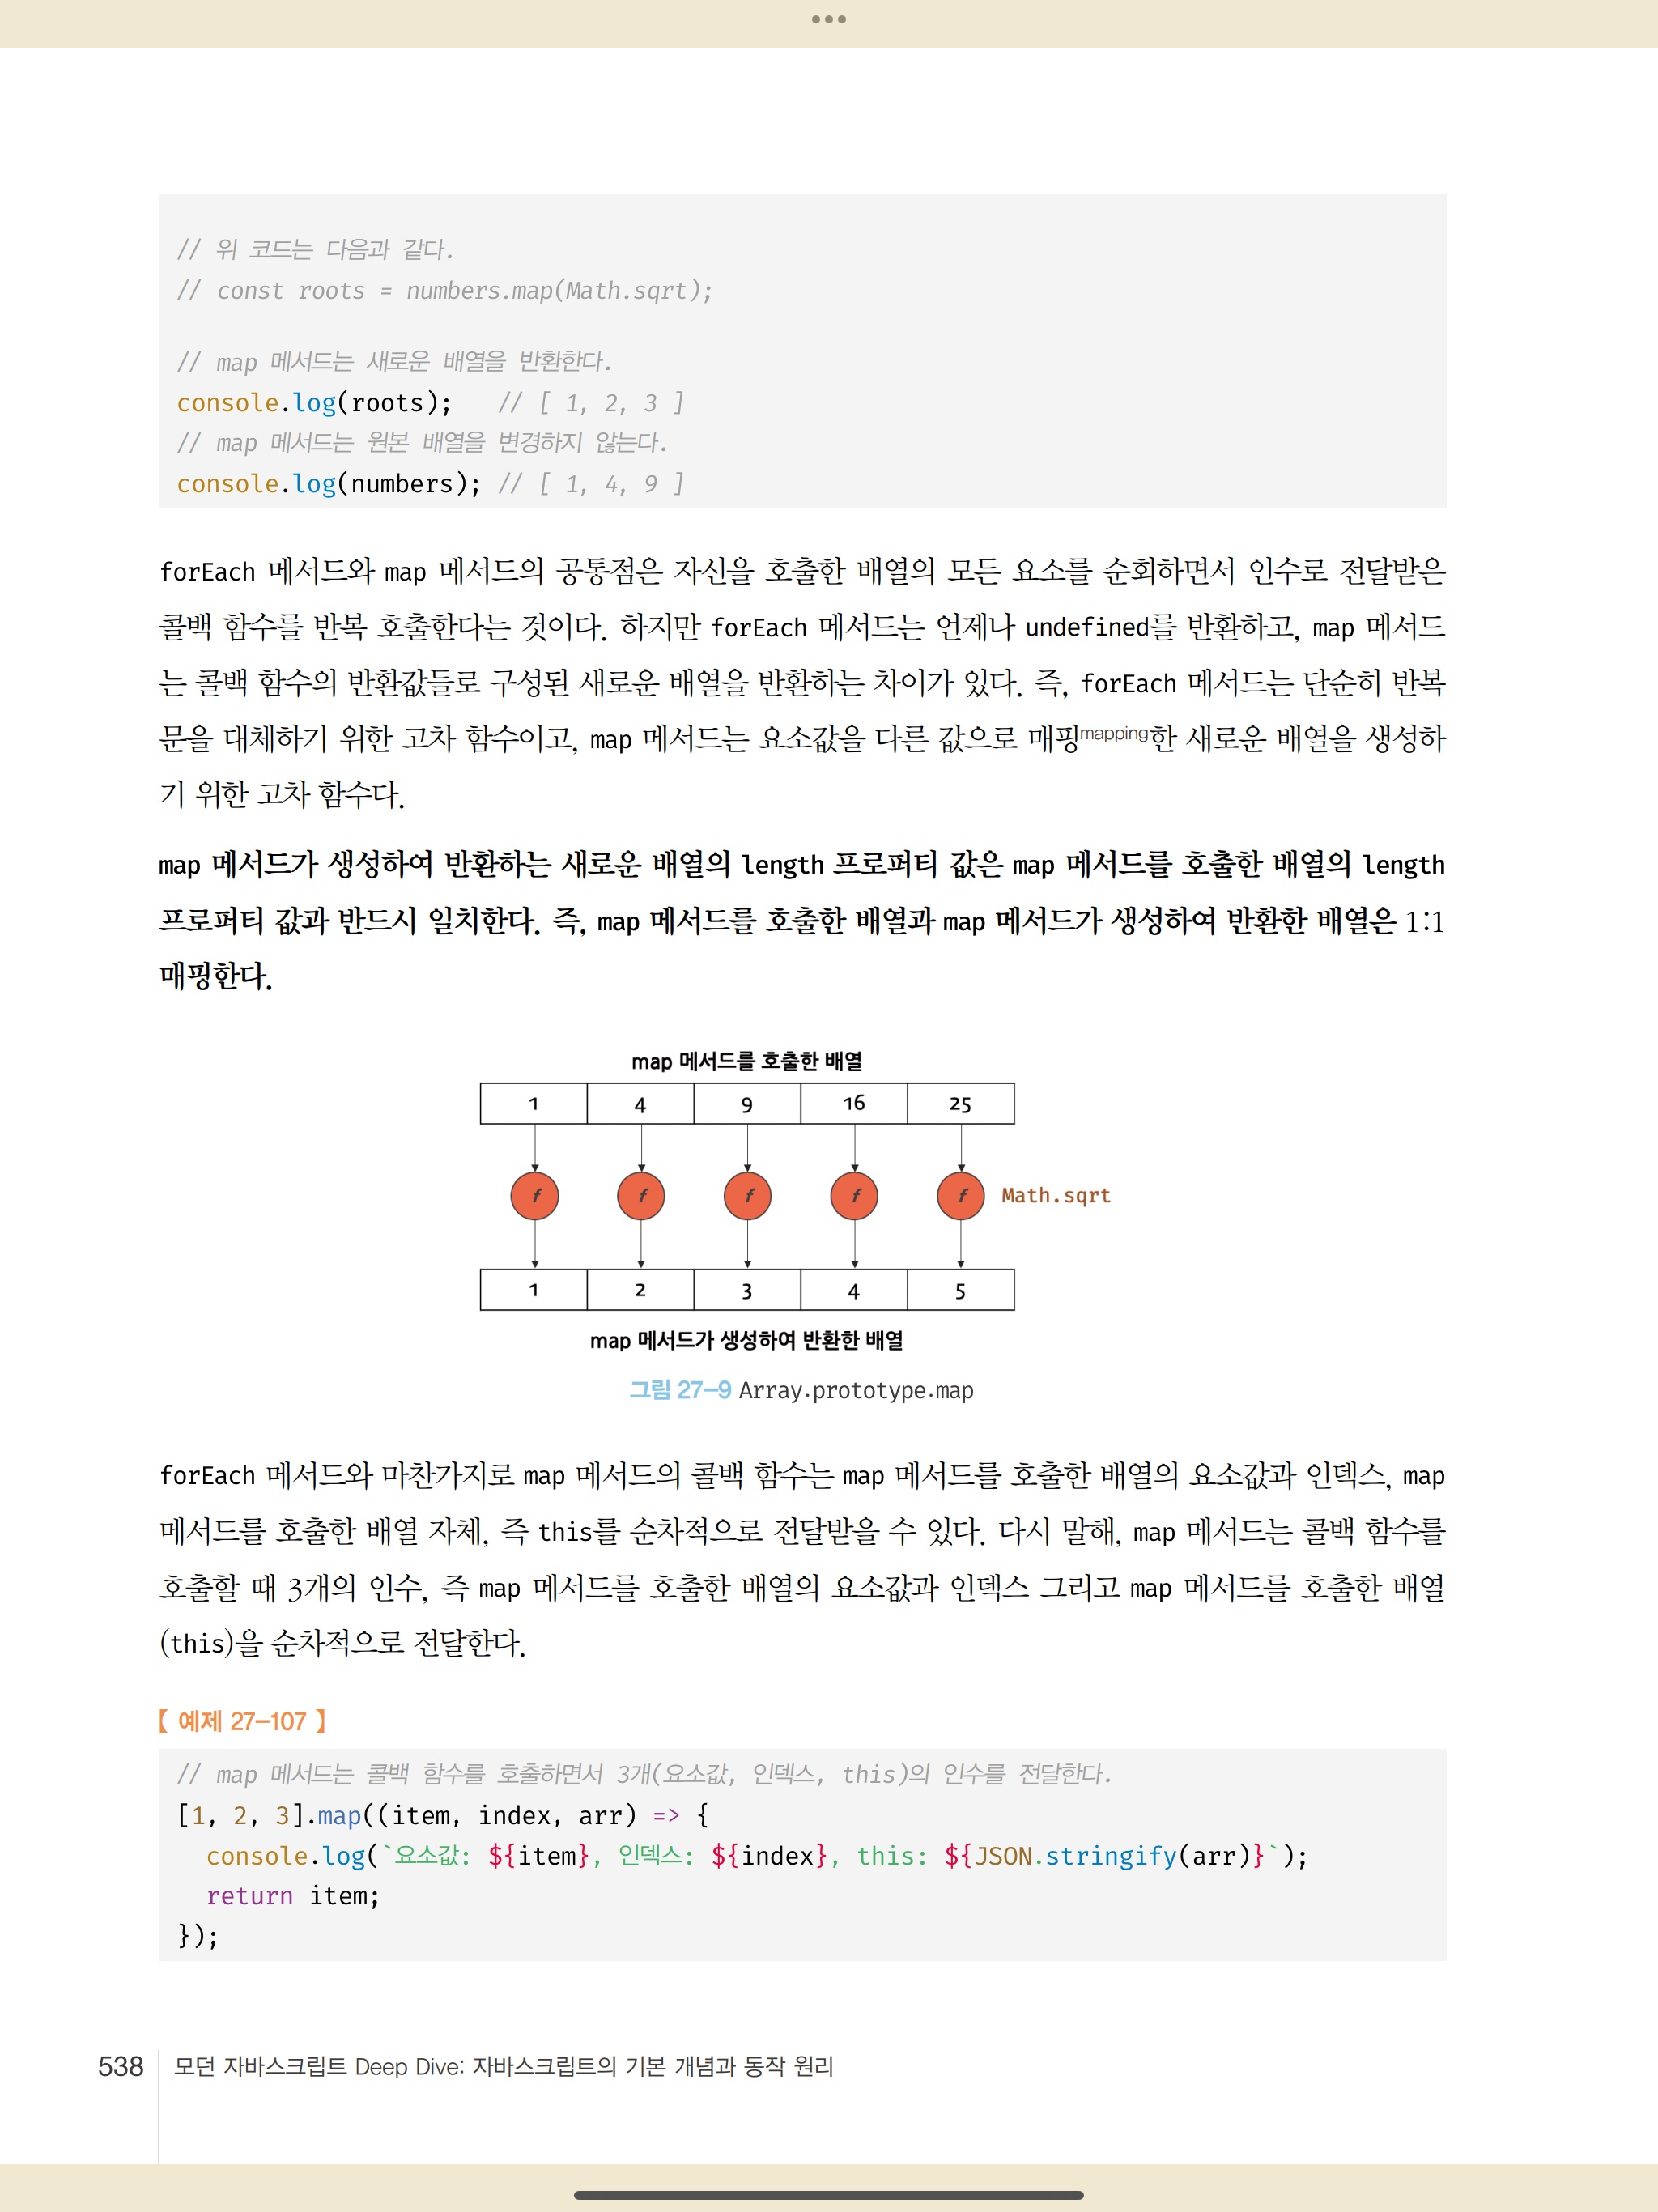 // 위 코드는 다음과 같다.
// const roots = numbers.map(Math.sqrt);
// map 메서드는 새로운 배열을 반환한다.
console.log(roots);   // [ 1, 2, 3 ]
// map 메서드는 원본 배열을 변경하지 않는다.
console.log(numbers); // [ 1, 4, 9 ]
forEach 메서드와 map 메서드의 공통점은 자신을 호출한 배열의 모든 요소를 순회하면서 인수로 전달받은
콜백 함수를 반복 호출한다는 것이다. 하지만 forEach 메서드는 언제나 undefined를 반환하고, map 메서드
는 콜백 함수의 반환값들로 구성된 새로운 배열을 반환하는 차이가 있다. 즉, forEach 메서드는 단순히 반복
문을 대체하기 위한 고차 함수이고, map 메서드는 요소값을 다른 값으로 매핑mapping한 새로운 배열을 생성하
기 위한 고차 함수다.
map 메서드가 생성하여 반환하는 새로운 배열의 length 프로퍼티 값은 map 메서드를 호출한 배열의 length
프로퍼티 값과 반드시 일치한다. 즉, map 메서드를 호출한 배열과 map 메서드가 생성하여 반환한 배열은 1:1
매핑한다.
map 메서드를 호출한 배열
1 4 9 16 25
f f f f f Math.sqrt
1 2 3 4 5
map 메서드가 생성하여 반환한 배열
그림 27-9 Array.prototype.map
forEach 메서드와 마찬가지로 map 메서드의 콜백 함수는 map 메서드를 호출한 배열의 요소값과 인덱스, map
메서드를 호출한 배열 자체, 즉 this를 순차적으로 전달받을 수 있다. 다시 말해, map 메서드는 콜백 함수를
호출할 때 3개의 인수, 즉 map 메서드를 호출한 배열의 요소값과 인덱스 그리고 map 메서드를 호출한 배열
(this)을 순차적으로 전달한다.
【 예제 27-107 】
// map 메서드는 콜백 함수를 호출하면서 3개(요소값, 인덱스, this)의 인수를 전달한다.
[1, 2, 3].map((item, index, arr) => {
  console.log(`요소값: ${item}, 인덱스: ${index}, this: ${JSON.stringify(arr)}`);
  return item;
});
538 모던 자바스크립트 Deep Dive: 자바스크립트의 기본 개념과 동작 원리